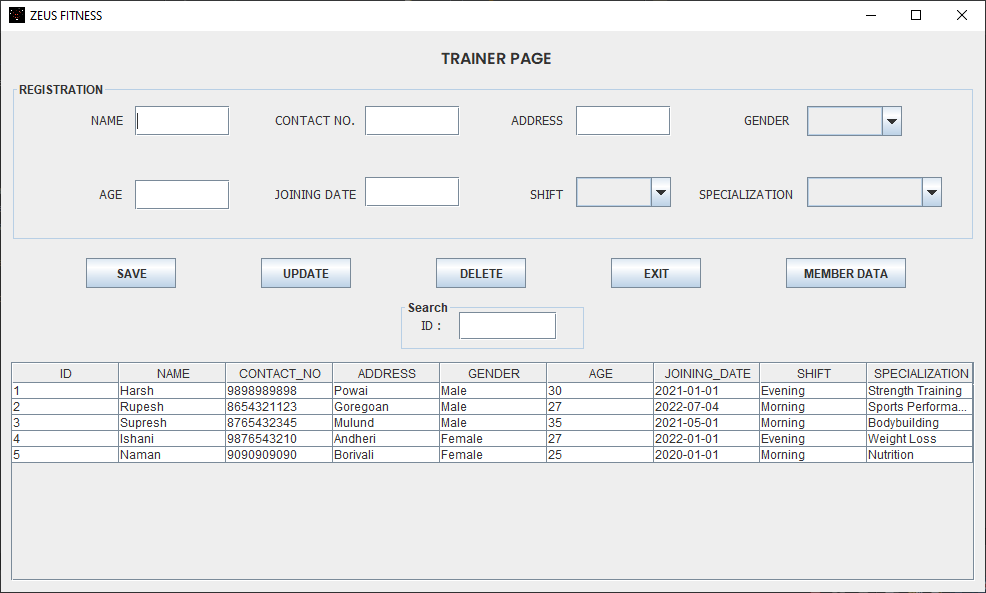 ZEUS FITNESS
TRAINER PAGE
REGISTRATION
NAME CONTACT NO. ADDRESS GENDER
AGE JOINING DATE SHIFT SPECIALIZATION
SAVE UPDATE DELETE EXIT MEMBER DATA
Search
ID :
ID NAME CONTACT_NO ADDRESS GENDER AGE JOINING_DATE SHIFT SPECIALIZATION
1 Harsh 9898989898 Powai Male 30 2021-01-01 Evening Strength Training
2 Rupesh 8654321123 Goregoan Male 27 2022-07-04 Morning Sports Performa...
3 Supresh 8765432345 Mulund Male 35 2021-05-01 Morning Bodybuilding
4 Ishani 9876543210 Andheri Female 27 2022-01-01 Evening Weight Loss
5 Naman 9090909090 Borivali Female 25 2020-01-01 Morning Nutrition